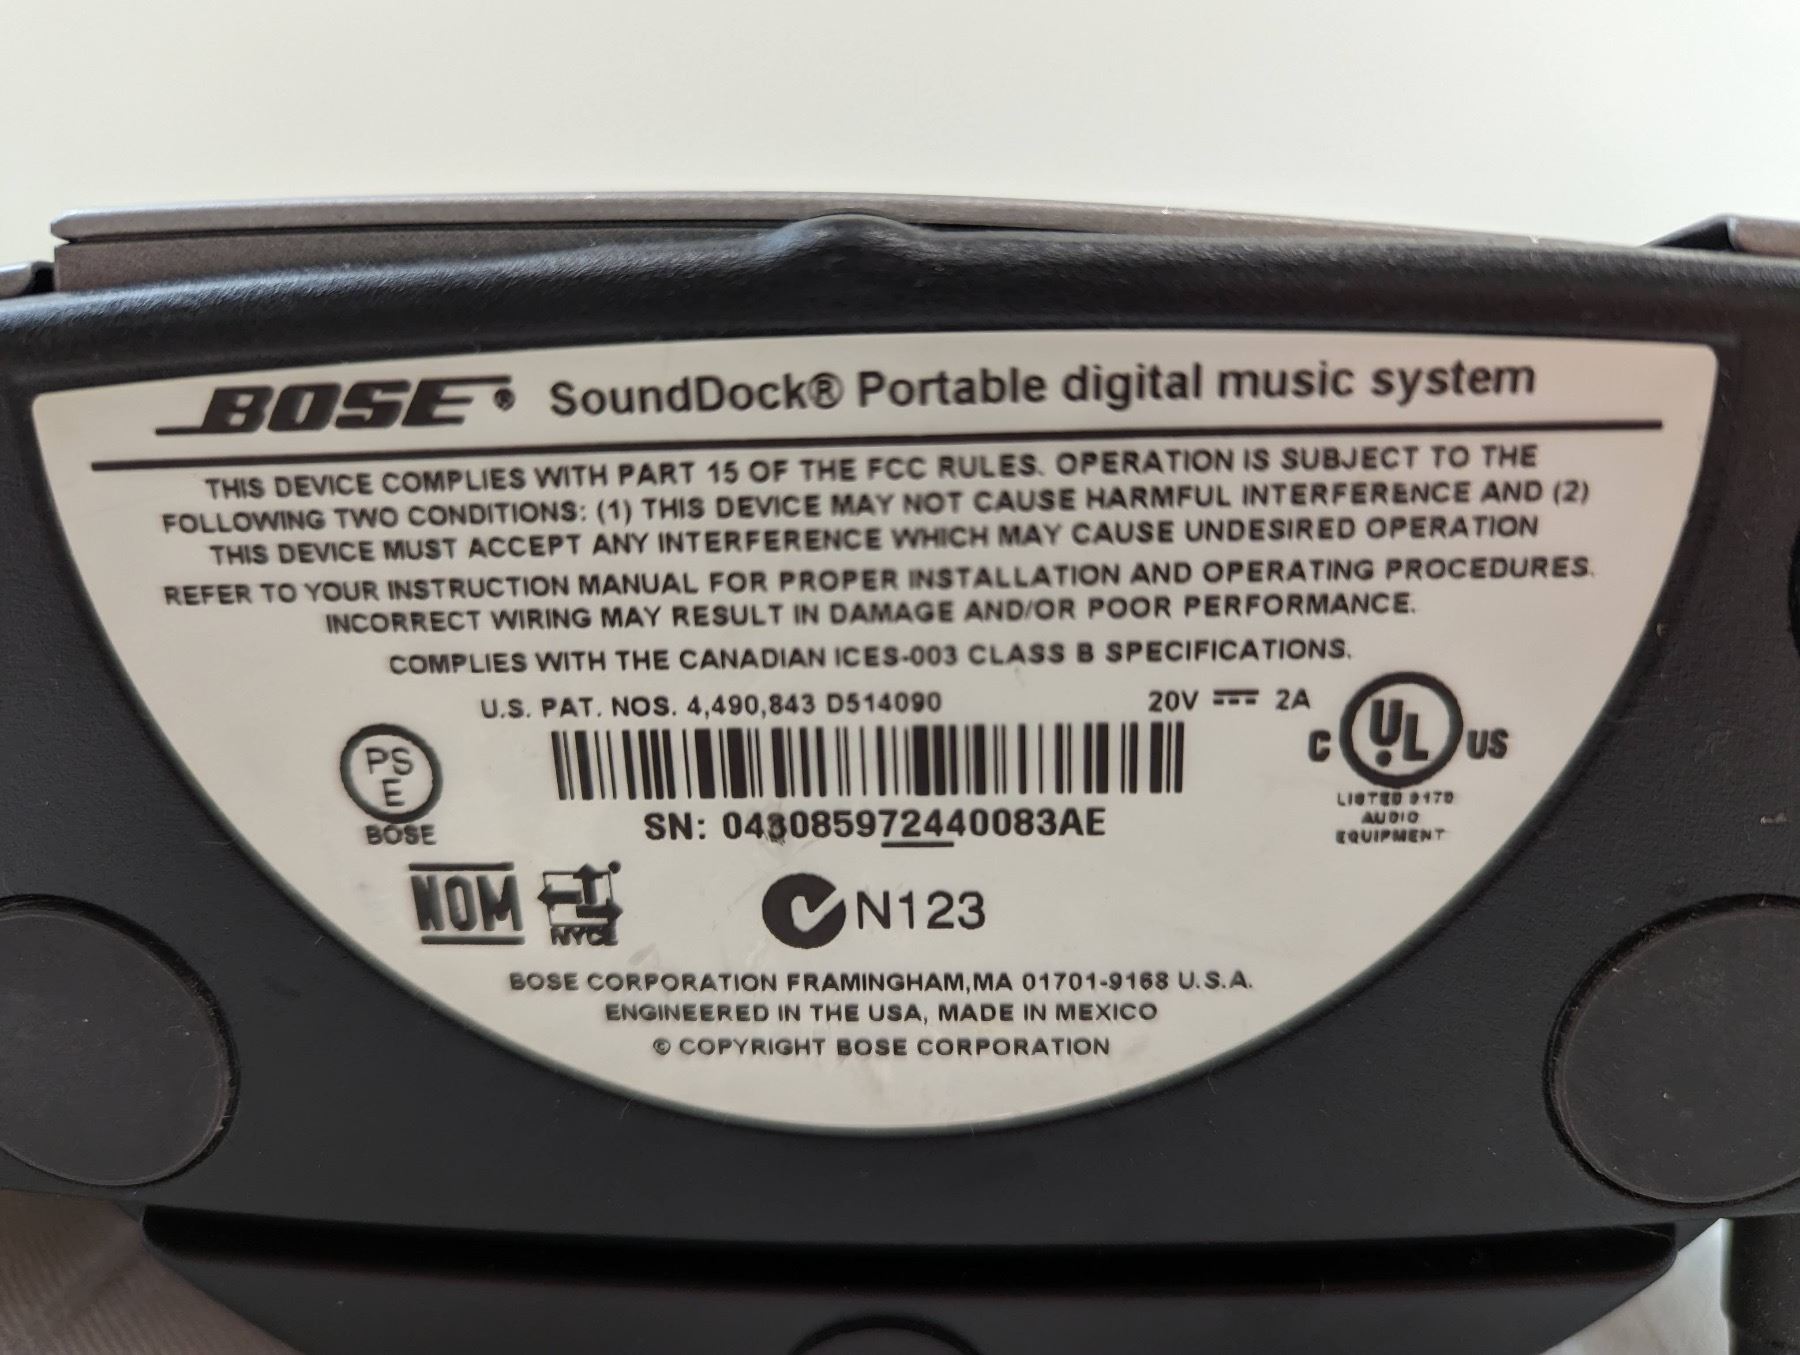 BOSE® SoundDock® Portable digital music system
THIS DEVICE COMPLIES WITH PART 15 OF THE FCC RULES. OPERATION IS SUBJECT TO THE
FOLLOWING TWO CONDITIONS: (1) THIS DEVICE MAY NOT CAUSE HARMFUL INTERFERENCE AND (2)
THIS DEVICE MUST ACCEPT ANY INTERFERENCE WHICH MAY CAUSE UNDESIRED OPERATION
REFER TO YOUR INSTRUCTION MANUAL FOR PROPER INSTALLATION AND OPERATING PROCEDURES.
INCORRECT WIRING MAY RESULT IN DAMAGE AND/OR POOR PERFORMANCE.
COMPLIES WITH THE CANADIAN ICES-003 CLASS B SPECIFICATIONS.
U.S. PAT. NOS. 4,490,843 D514090
20V ⎓ 2A
PS
E
BOSE
C UL US
LISTED 9170
AUDIO
EQUIPMENT
SN: 043085972440083AE
NOM
NYCE
N123
BOSE CORPORATION FRAMINGHAM,MA 01701-9168 U.S.A.
ENGINEERED IN THE USA, MADE IN MEXICO
© COPYRIGHT BOSE CORPORATION